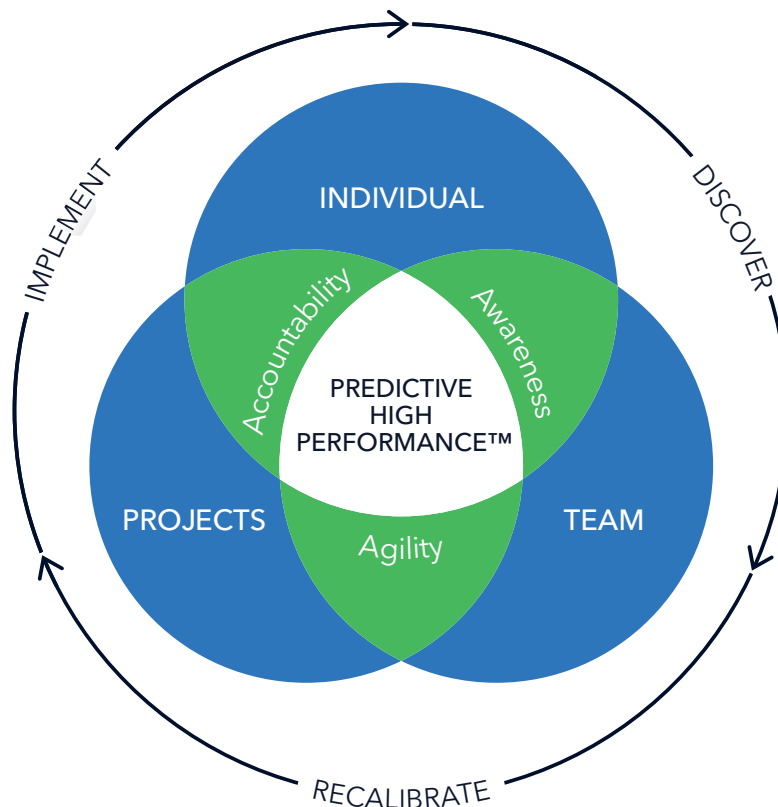 INDIVIDUAL
IMPLEMENT
DISCOVER
Accountability
Awareness
PREDICTIVE
HIGH
PERFORMANCE™
PROJECTS
TEAM
Agility
RECALIBRATE